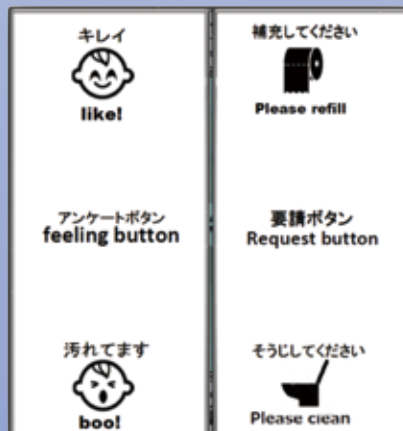 キレイ
like!
アンケートボタン
feeling button
汚れてます
boo!
補充してください
Please refill
要請ボタン
Request button
そうじしてください
Please clean